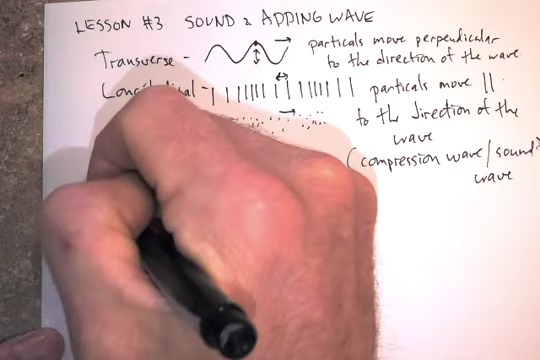 LESSON #3 SOUND & ADDING WAVE
Transverse - particals move perpendicular
to the direction of the wave
Longitudinal - particals move ||
to the direction of the
wave
(compression wave/sound
wave